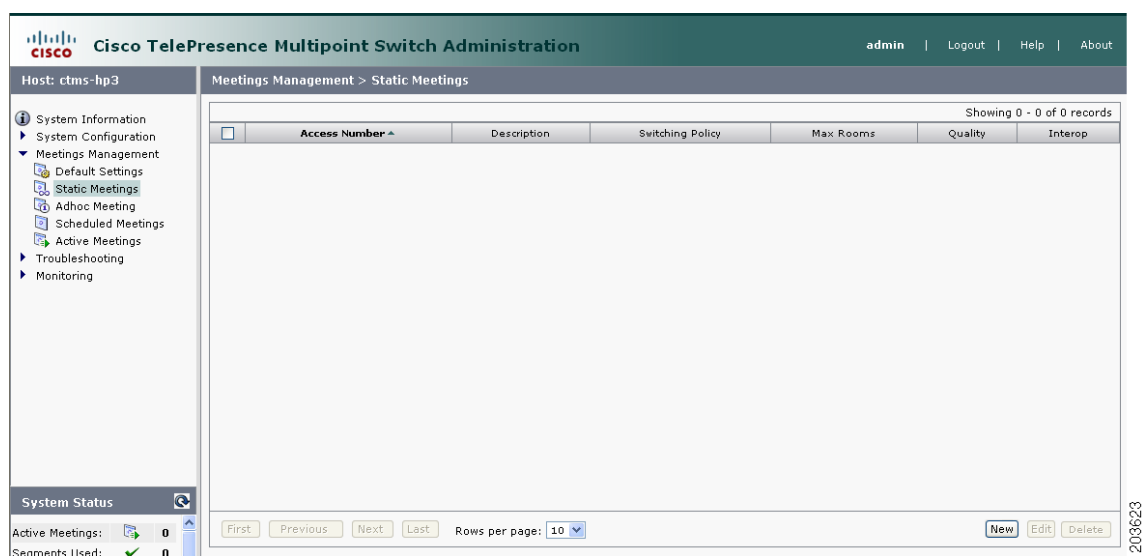 CISCO
Cisco TelePresence Multipoint Switch Administration
admin | Logout | Help | About
Host: ctms-hp3
Meetings Management > Static Meetings
System Information
System Configuration
Meetings Management
Default Settings
Static Meetings
Adhoc Meeting
Scheduled Meetings
Active Meetings
Troubleshooting
Monitoring
Showing 0 - 0 of 0 records
Access Number Description Switching Policy Max Rooms Quality Interop
System Status
Active Meetings: 0
Segments Used: 0
First Previous Next Last Rows per page: 10
New Edit Delete
203623